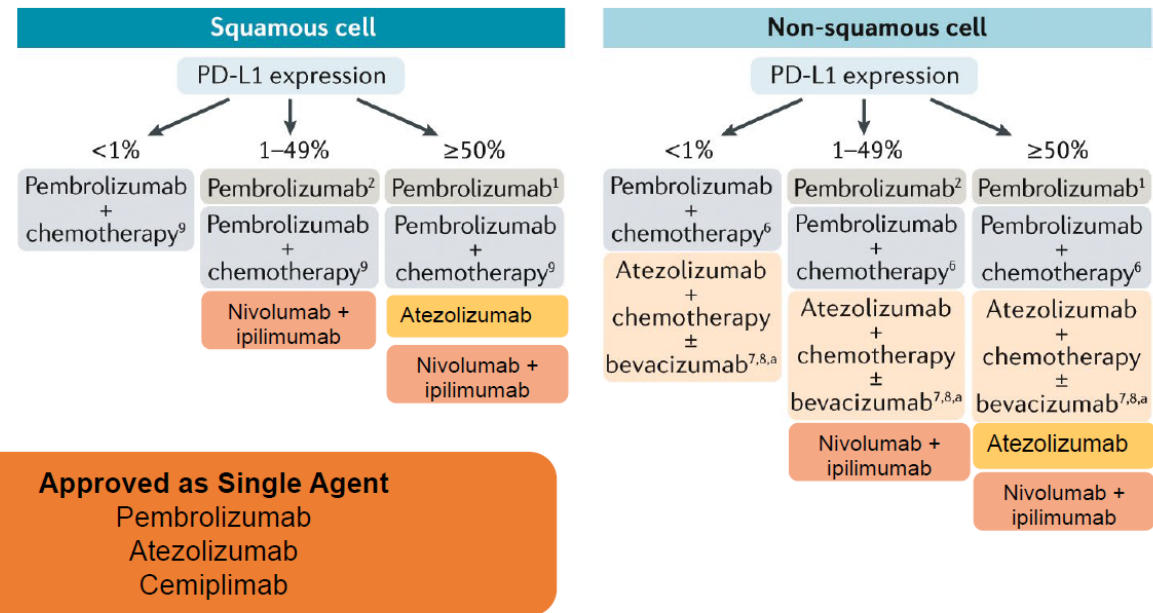 Squamous cell
PD-L1 expression
<1%
1–49%
≥50%
Pembrolizumab
+
chemotherapy⁹
Pembrolizumab²
Pembrolizumab
+
chemotherapy⁹
Nivolumab +
ipilimumab
Pembrolizumab¹
Pembrolizumab
+
chemotherapy⁹
Atezolizumab
Nivolumab +
ipilimumab
Non-squamous cell
PD-L1 expression
<1%
1–49%
≥50%
Pembrolizumab
+
chemotherapy⁶
Atezolizumab
+
chemotherapy
±
bevacizumab⁷,⁸,ᵃ
Pembrolizumab²
Pembrolizumab
+
chemotherapy⁶
Atezolizumab
+
chemotherapy
±
bevacizumab⁷,⁸,ᵃ
Nivolumab +
ipilimumab
Pembrolizumab¹
Pembrolizumab
+
chemotherapy⁶
Atezolizumab
+
chemotherapy
±
bevacizumab⁷,⁸,ᵃ
Atezolizumab
Nivolumab +
ipilimumab
Approved as Single Agent
Pembrolizumab
Atezolizumab
Cemiplimab